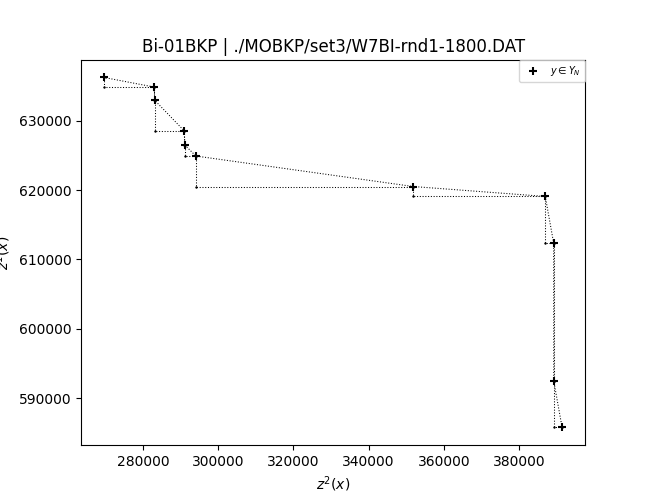 Bi-01BKP | ./MOBKP/set3/W7BI-rnd1-1800.DAT
y ∈ Y_N
630000
620000
610000
600000
590000
z¹(x)
280000 300000 320000 340000 360000 380000
z²(x)